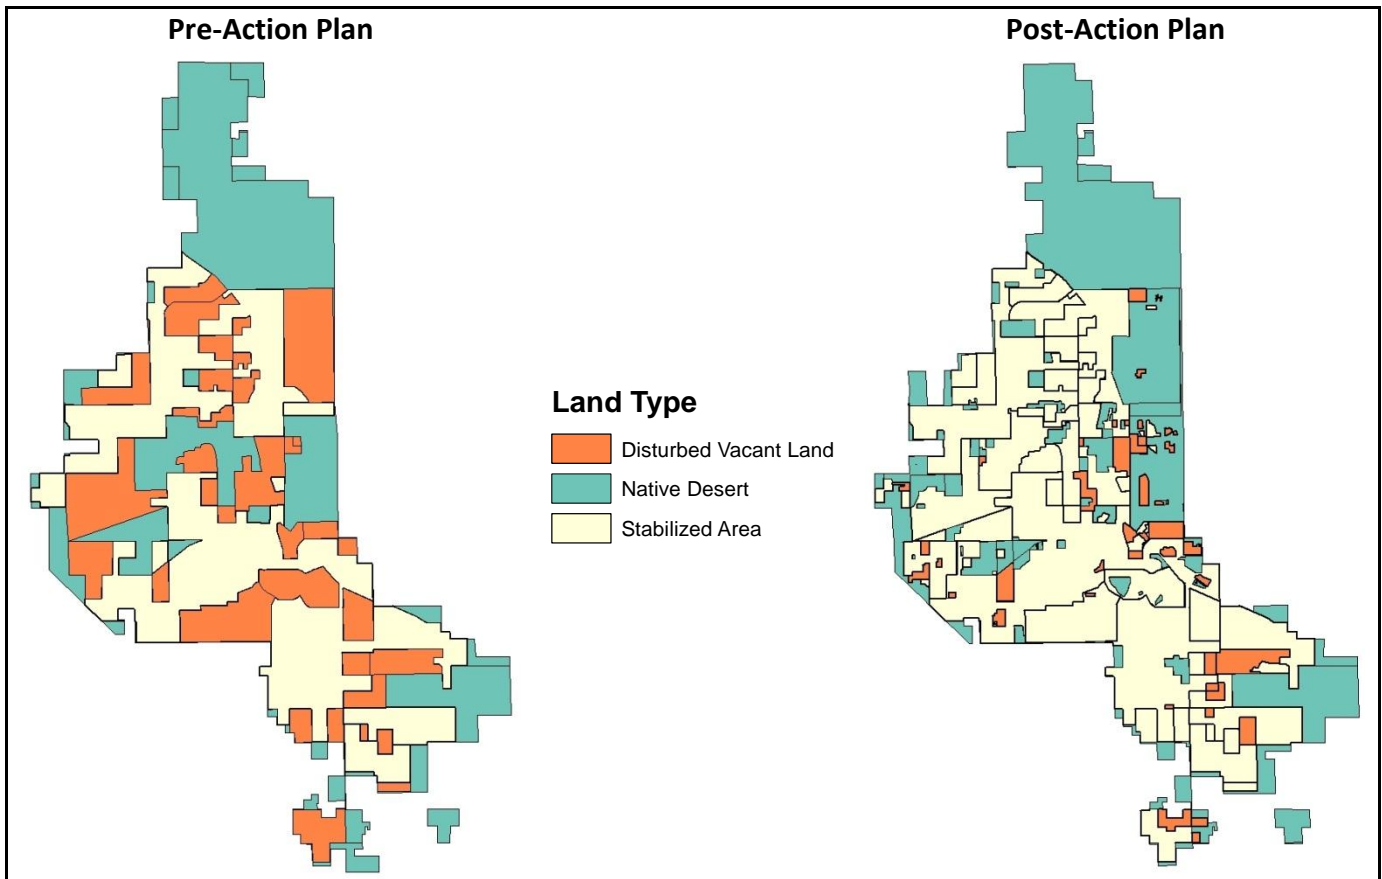 Pre-Action Plan
Post-Action Plan
Land Type
Disturbed Vacant Land
Native Desert
Stabilized Area